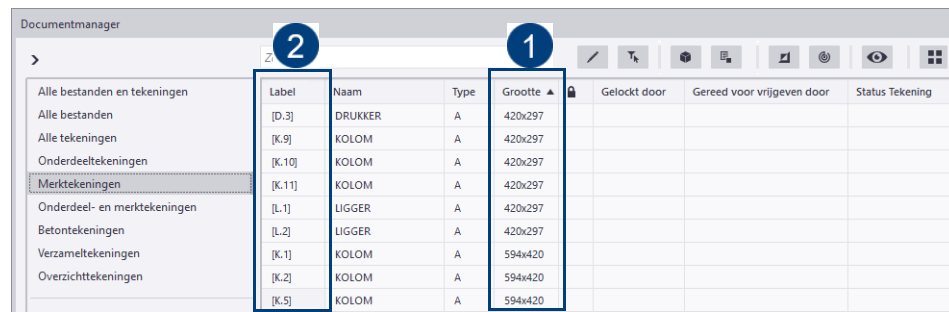 Documentmanager
2
1
Alle bestanden en tekeningen
Alle bestanden
Alle tekeningen
Onderdeeltekeningen
Merktekeningen
Onderdeel- en merktekeningen
Betontekeningen
Verzameltekeningen
Overzichttekeningen
Label Naam Type Grootte Gelockt door Gereed voor vrijgeven door Status Tekening
[D.3] DRUKKER A 420x297
[K.9] KOLOM A 420x297
[K.10] KOLOM A 420x297
[K.11] KOLOM A 420x297
[L.1] LIGGER A 420x297
[L.2] LIGGER A 420x297
[K.1] KOLOM A 594x420
[K.2] KOLOM A 594x420
[K.5] KOLOM A 594x420